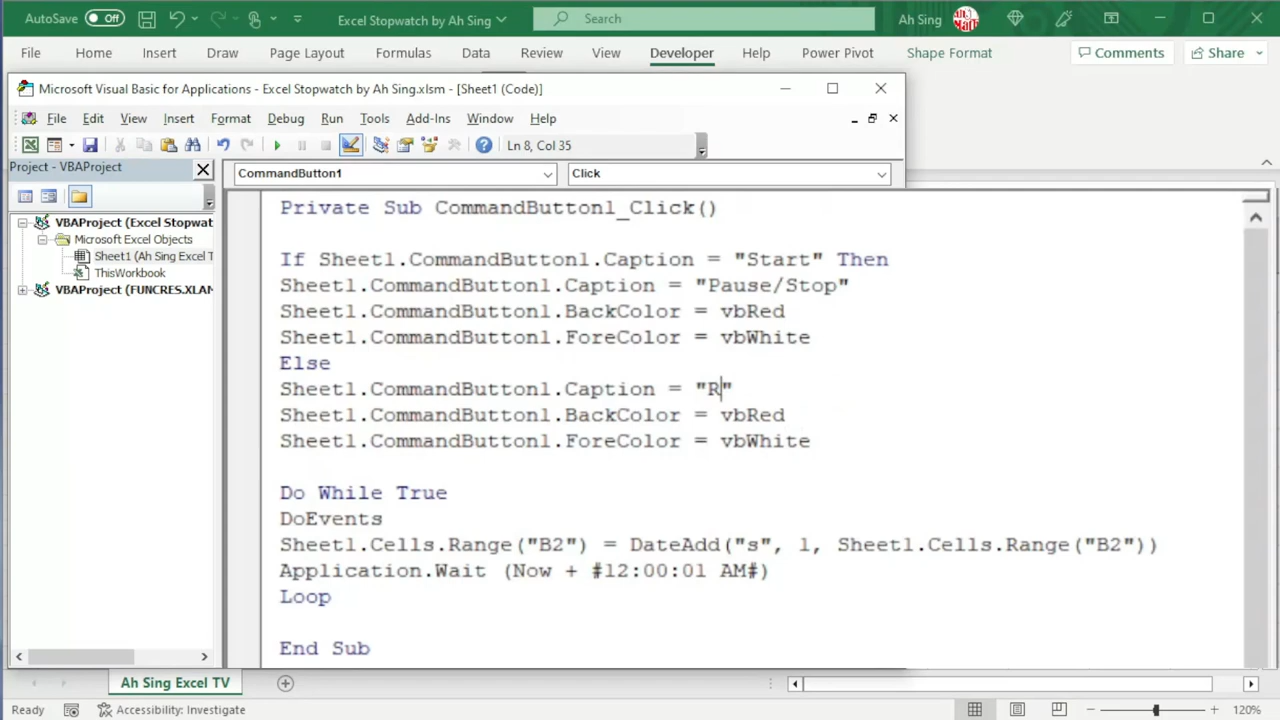 AutoSave Off Excel Stopwatch by Ah Sing Search Ah Sing
File Home Insert Draw Page Layout Formulas Data Review View Developer Help Power Pivot Shape Format Comments Share
Microsoft Visual Basic for Applications - Excel Stopwatch by Ah Sing.xlsm - [Sheet1 (Code)]
File Edit View Insert Format Debug Run Tools Add-Ins Window Help
Ln 8, Col 35
Project - VBAProject
CommandButton1 Click
VBAProject (Excel Stopwat
Microsoft Excel Objects
Sheet1 (Ah Sing Excel T
ThisWorkbook
VBAProject (FUNCRES.XLAM
Private Sub CommandButton1_Click()
If Sheet1.CommandButton1.Caption = "Start" Then
Sheet1.CommandButton1.Caption = "Pause/Stop"
Sheet1.CommandButton1.BackColor = vbRed
Sheet1.CommandButton1.ForeColor = vbWhite
Else
Sheet1.CommandButton1.Caption = "R"
Sheet1.CommandButton1.BackColor = vbRed
Sheet1.CommandButton1.ForeColor = vbWhite
Do While True
DoEvents
Sheet1.Cells.Range("B2") = DateAdd("s", 1, Sheet1.Cells.Range("B2"))
Application.Wait (Now + #12:00:01 AM#)
Loop
End Sub
Ah Sing Excel TV
Ready Accessibility: Investigate 120%